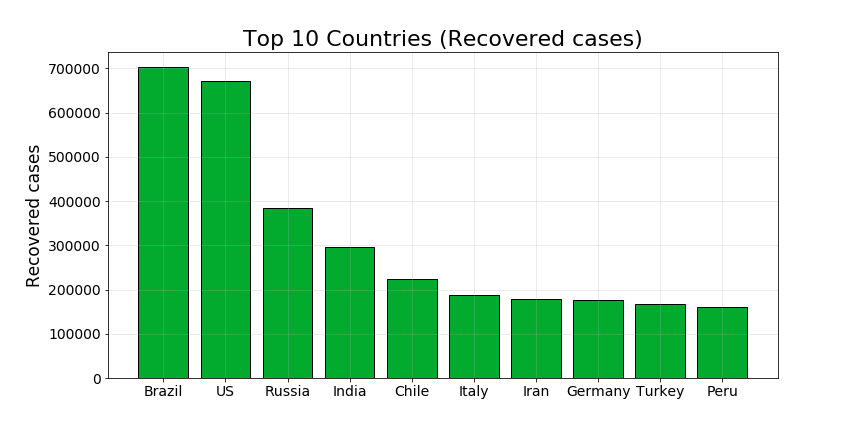 Top 10 Countries (Recovered cases)
Recovered cases
700000
600000
500000
400000
300000
200000
100000
0
Brazil US Russia India Chile Italy Iran Germany Turkey Peru